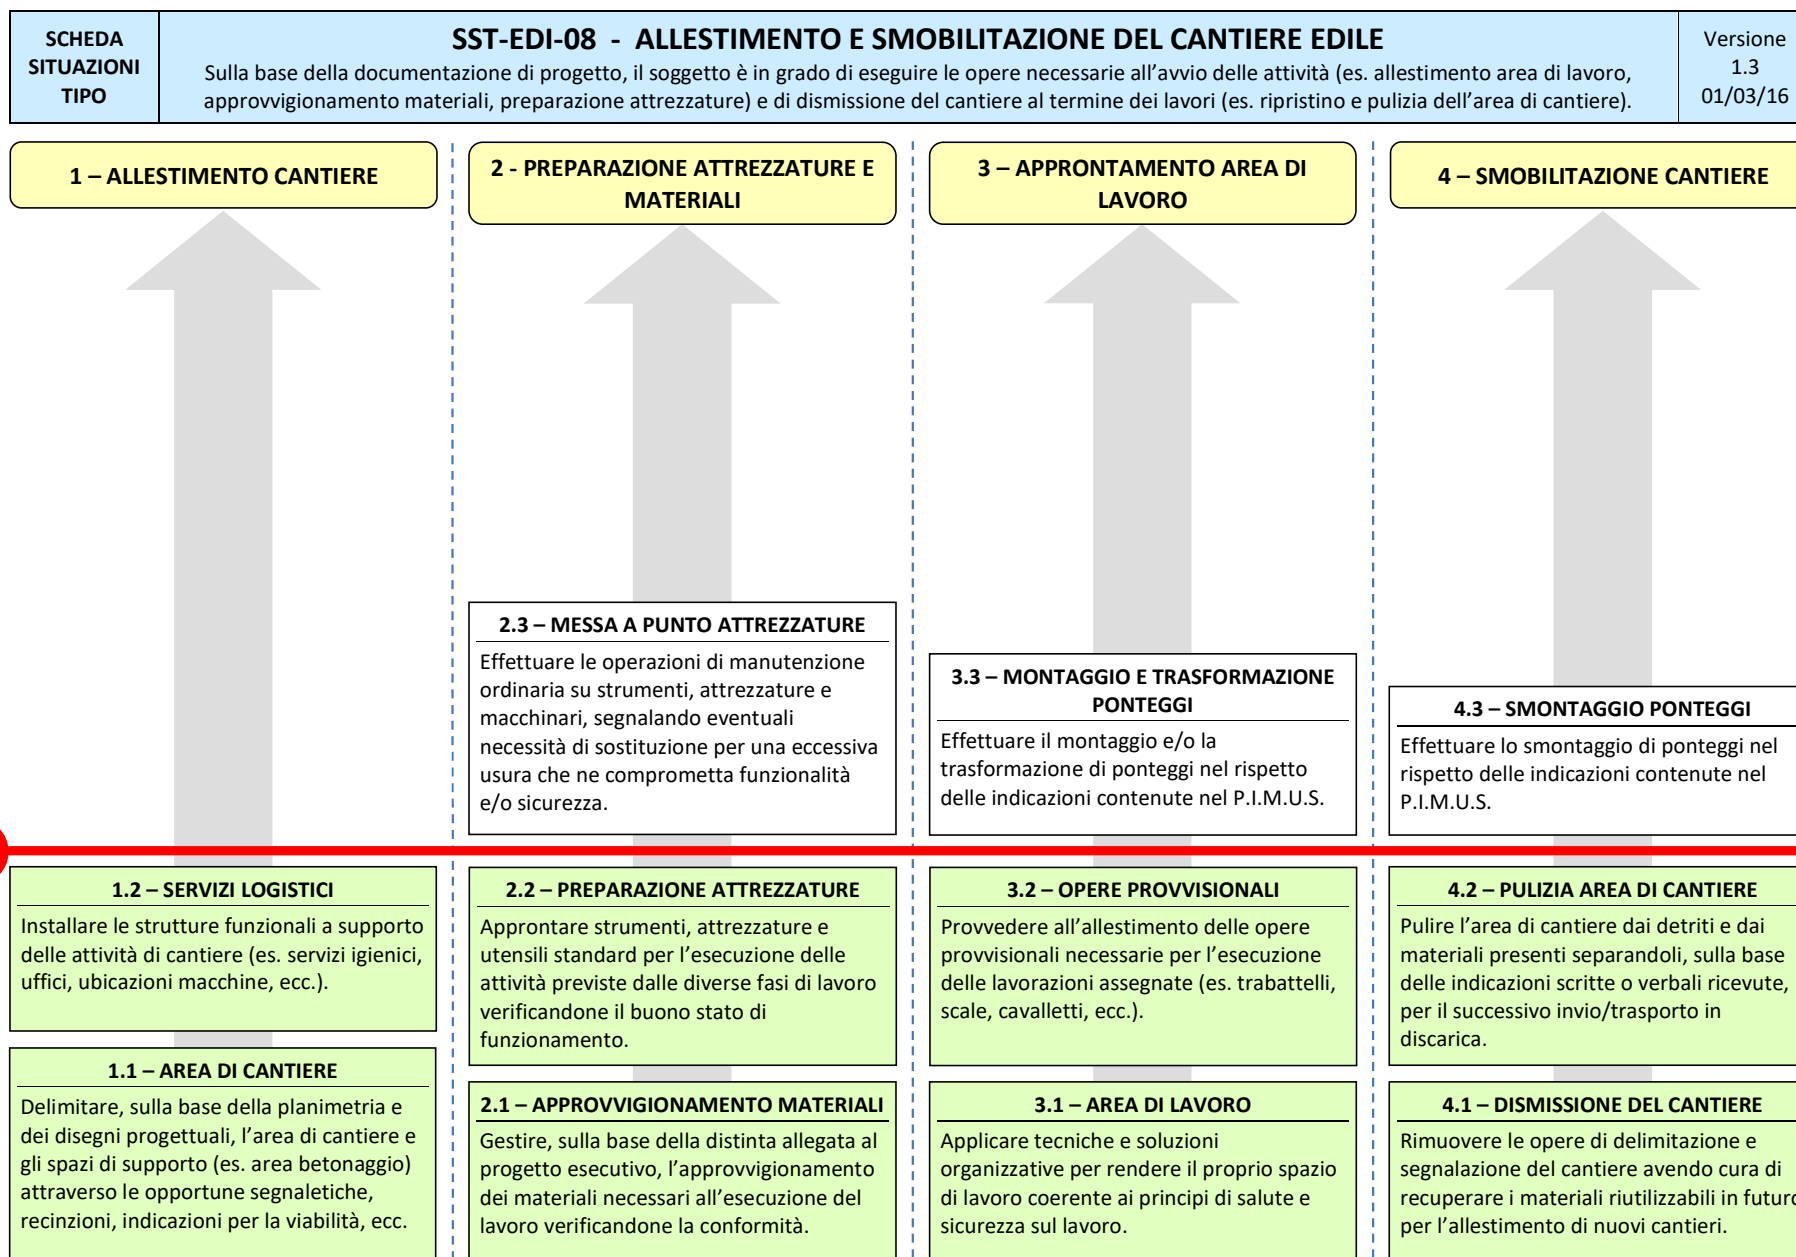 SCHEDA
SITUAZIONI
TIPO
SST-EDI-08 - ALLESTIMENTO E SMOBILITAZIONE DEL CANTIERE EDILE
Sulla base della documentazione di progetto, il soggetto è in grado di eseguire le opere necessarie all’avvio delle attività (es. allestimento area di lavoro,
approvvigionamento materiali, preparazione attrezzature) e di dismissione del cantiere al termine dei lavori (es. ripristino e pulizia dell’area di cantiere).
Versione
1.3
01/03/16
1 – ALLESTIMENTO CANTIERE
2 - PREPARAZIONE ATTREZZATURE E
MATERIALI
3 – APPRONTAMENTO AREA DI
LAVORO
4 – SMOBILITAZIONE CANTIERE
2.3 – MESSA A PUNTO ATTREZZATURE
Effettuare le operazioni di manutenzione
ordinaria su strumenti, attrezzature e
macchinari, segnalando eventuali
necessità di sostituzione per una eccessiva
usura che ne comprometta funzionalità
e/o sicurezza.
3.3 – MONTAGGIO E TRASFORMAZIONE
PONTEGGI
Effettuare il montaggio e/o la
trasformazione di ponteggi nel rispetto
delle indicazioni contenute nel P.I.M.U.S.
4.3 – SMONTAGGIO PONTEGGI
Effettuare lo smontaggio di ponteggi nel
rispetto delle indicazioni contenute nel
P.I.M.U.S.
1.2 – SERVIZI LOGISTICI
Installare le strutture funzionali a supporto
delle attività di cantiere (es. servizi igienici,
uffici, ubicazioni macchine, ecc.).
2.2 – PREPARAZIONE ATTREZZATURE
Approntare strumenti, attrezzature e
utensili standard per l’esecuzione delle
attività previste dalle diverse fasi di lavoro
verificandone il buono stato di
funzionamento.
3.2 – OPERE PROVVISIONALI
Provvedere all’allestimento delle opere
provvisionali necessarie per l’esecuzione
delle lavorazioni assegnate (es. trabattelli,
scale, cavalletti, ecc.).
4.2 – PULIZIA AREA DI CANTIERE
Pulire l’area di cantiere dai detriti e dai
materiali presenti separandoli, sulla base
delle indicazioni scritte o verbali ricevute,
per il successivo invio/trasporto in
discarica.
1.1 – AREA DI CANTIERE
Delimitare, sulla base della planimetria e
dei disegni progettuali, l’area di cantiere e
gli spazi di supporto (es. area betonaggio)
attraverso le opportune segnaletiche,
recinzioni, indicazioni per la viabilità, ecc.
2.1 – APPROVVIGIONAMENTO MATERIALI
Gestire, sulla base della distinta allegata al
progetto esecutivo, l’approvvigionamento
dei materiali necessari all’esecuzione del
lavoro verificandone la conformità.
3.1 – AREA DI LAVORO
Applicare tecniche e soluzioni
organizzative per rendere il proprio spazio
di lavoro coerente ai principi di salute e
sicurezza sul lavoro.
4.1 – DISMISSIONE DEL CANTIERE
Rimuovere le opere di delimitazione e
segnalazione del cantiere avendo cura di
recuperare i materiali riutilizzabili in futuro
per l’allestimento di nuovi cantieri.